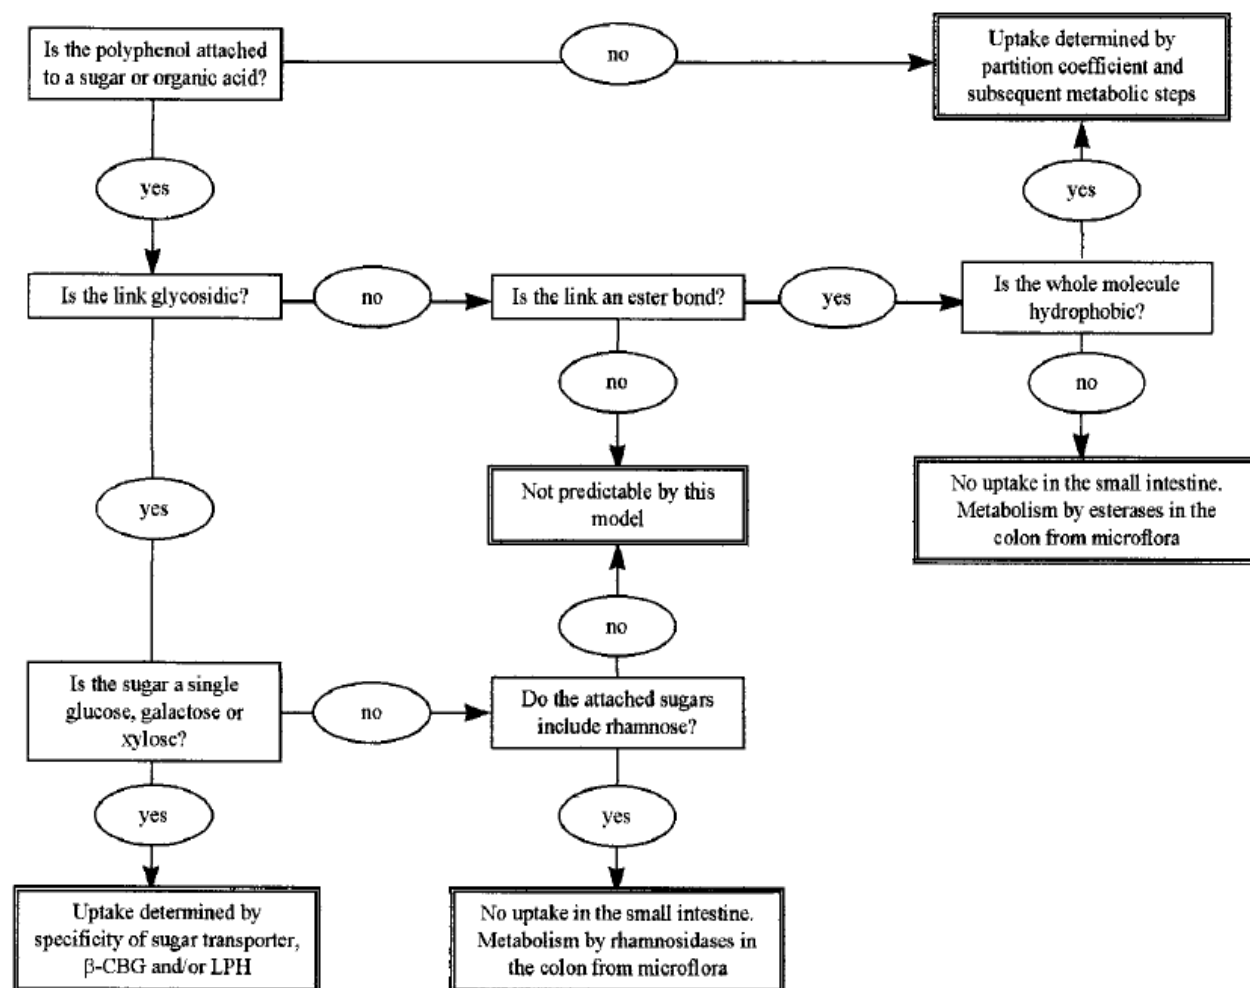 Is the polyphenol attached
to a sugar or organic acid?
no
Uptake determined by
partition coefficient and
subsequent metabolic steps
yes
yes
Is the link glycosidic?
no
Is the link an ester bond?
yes
Is the whole molecule
hydrophobic?
no
no
Not predictable by this
model
No uptake in the small intestine.
Metabolism by esterases in the
colon from microflora
yes
no
Is the sugar a single
glucose, galactose or
xylose?
no
Do the attached sugars
include rhamnose?
yes
yes
Uptake determined by
specificity of sugar transporter,
β-CBG and/or LPH
No uptake in the small intestine.
Metabolism by rhamnosidases in
the colon from microflora